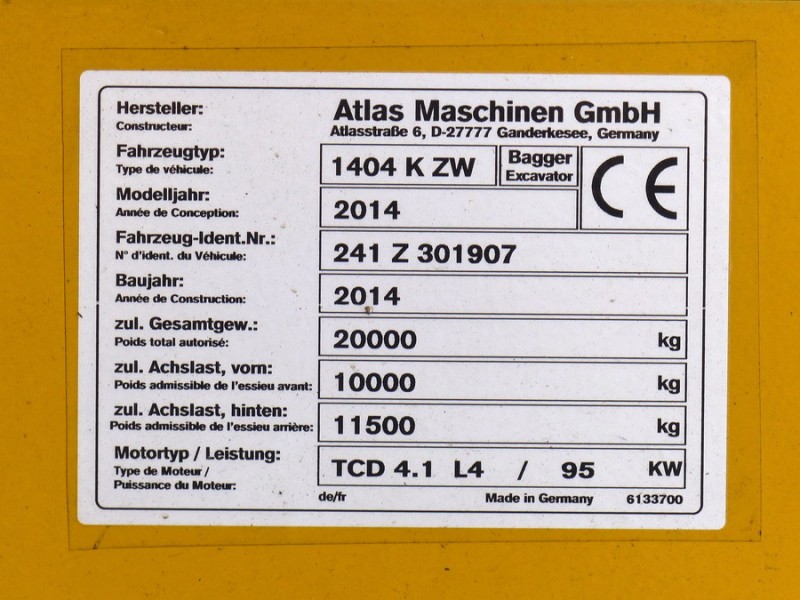 Hersteller: Atlas Maschinen GmbH
Constructeur: Atlasstraße 6, D-27777 Ganderkesee, Germany
Fahrzeugtyp: 1404 K ZW Bagger CE
Type de véhicule: Excavator
Modelljahr: 2014
Année de Conception:
Fahrzeug-Ident.Nr.: 241 Z 301907
N° d'ident. du Véhicule:
Baujahr: 2014
Année de Construction:
zul. Gesamtgew.: 20000 kg
Poids total autorisé:
zul. Achslast, vorn: 10000 kg
Poids admissible de l'essieu avant:
zul. Achslast, hinten: 11500 kg
Poids admissible de l'essieu arrière:
Motortyp / Leistung: TCD 4.1 L4 / 95 KW
Type de Moteur /
Puissance du Moteur:
de/fr Made in Germany 6133700